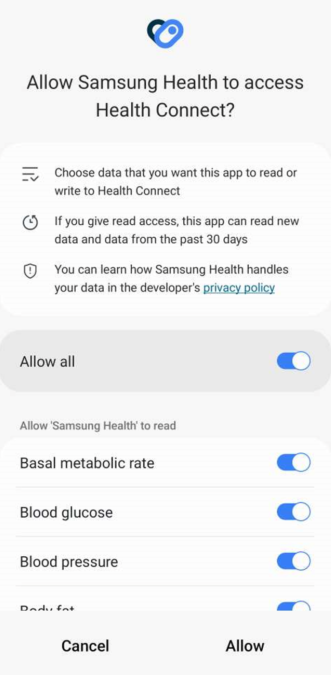 Allow Samsung Health to access
Health Connect?
Choose data that you want this app to read or
write to Health Connect
If you give read access, this app can read new
data and data from the past 30 days
You can learn how Samsung Health handles
your data in the developer's privacy policy
Allow all
Allow 'Samsung Health' to read
Basal metabolic rate
Blood glucose
Blood pressure
Body fat
Cancel
Allow